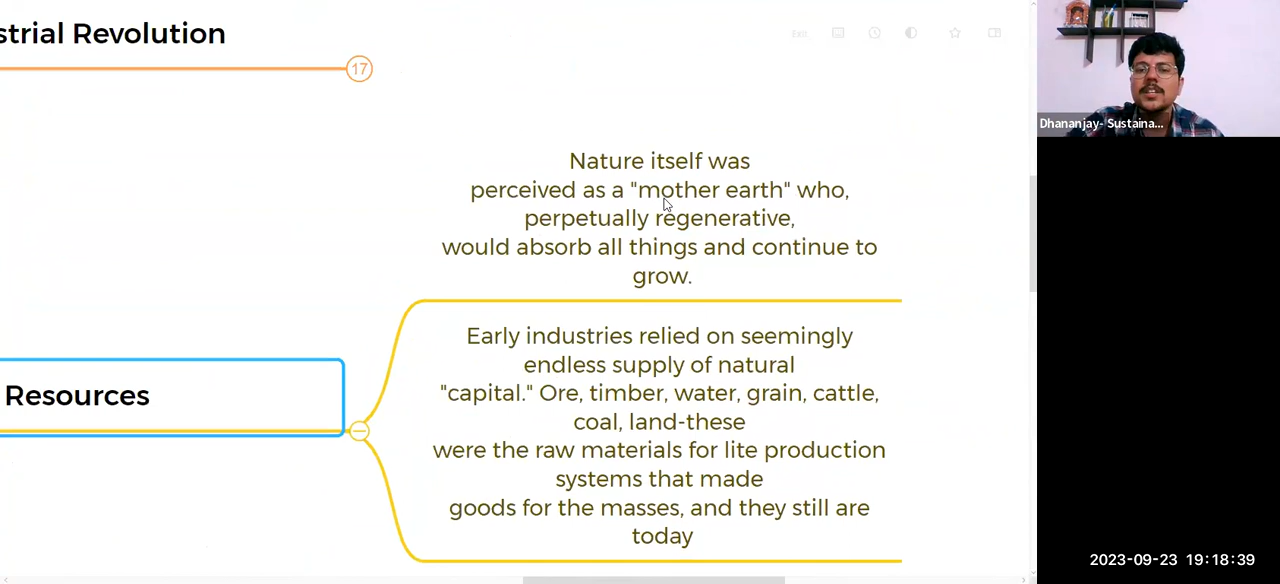 strial Revolution
17
Exit
Dhananjay- Sustaina...
Nature itself was
perceived as a "mother earth" who,
perpetually regenerative,
would absorb all things and continue to
grow.
Early industries relied on seemingly
endless supply of natural
"capital." Ore, timber, water, grain, cattle,
coal, land-these
were the raw materials for lite production
systems that made
goods for the masses, and they still are
today
Resources
2023-09-23 19:18:39